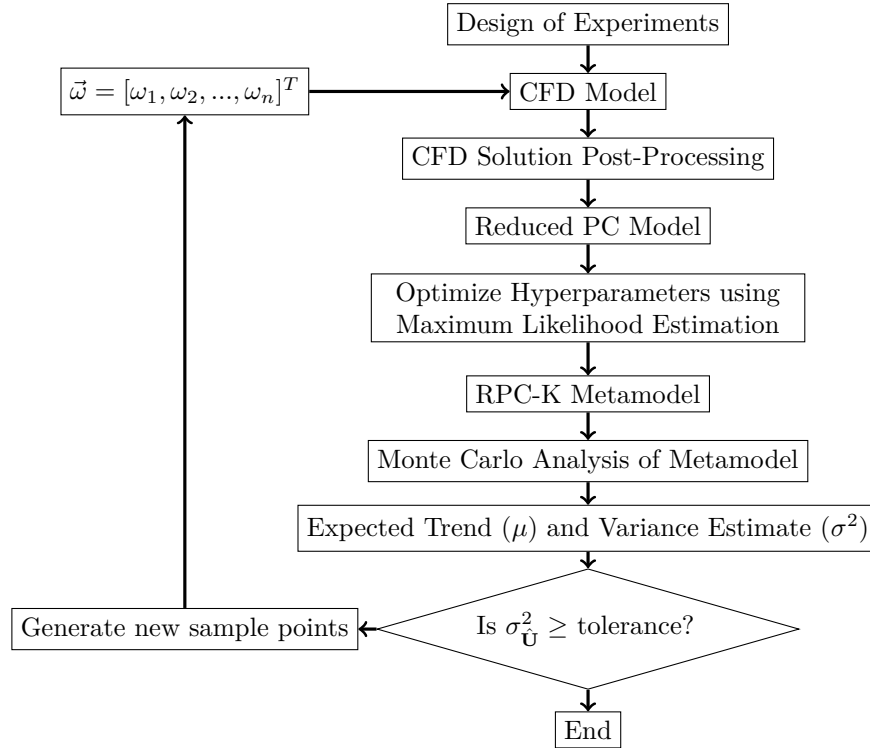 Design of Experiments
$\vec{\omega} = [\omega_1, \omega_2, ..., \omega_n]^T$
CFD Model
CFD Solution Post-Processing
Reduced PC Model
Optimize Hyperparameters using
Maximum Likelihood Estimation
RPC-K Metamodel
Monte Carlo Analysis of Metamodel
Expected Trend ($\mu$) and Variance Estimate ($\sigma^2$)
Generate new sample points
Is $\sigma^2_{\hat{\mathbf{U}}} \geq$ tolerance?
End